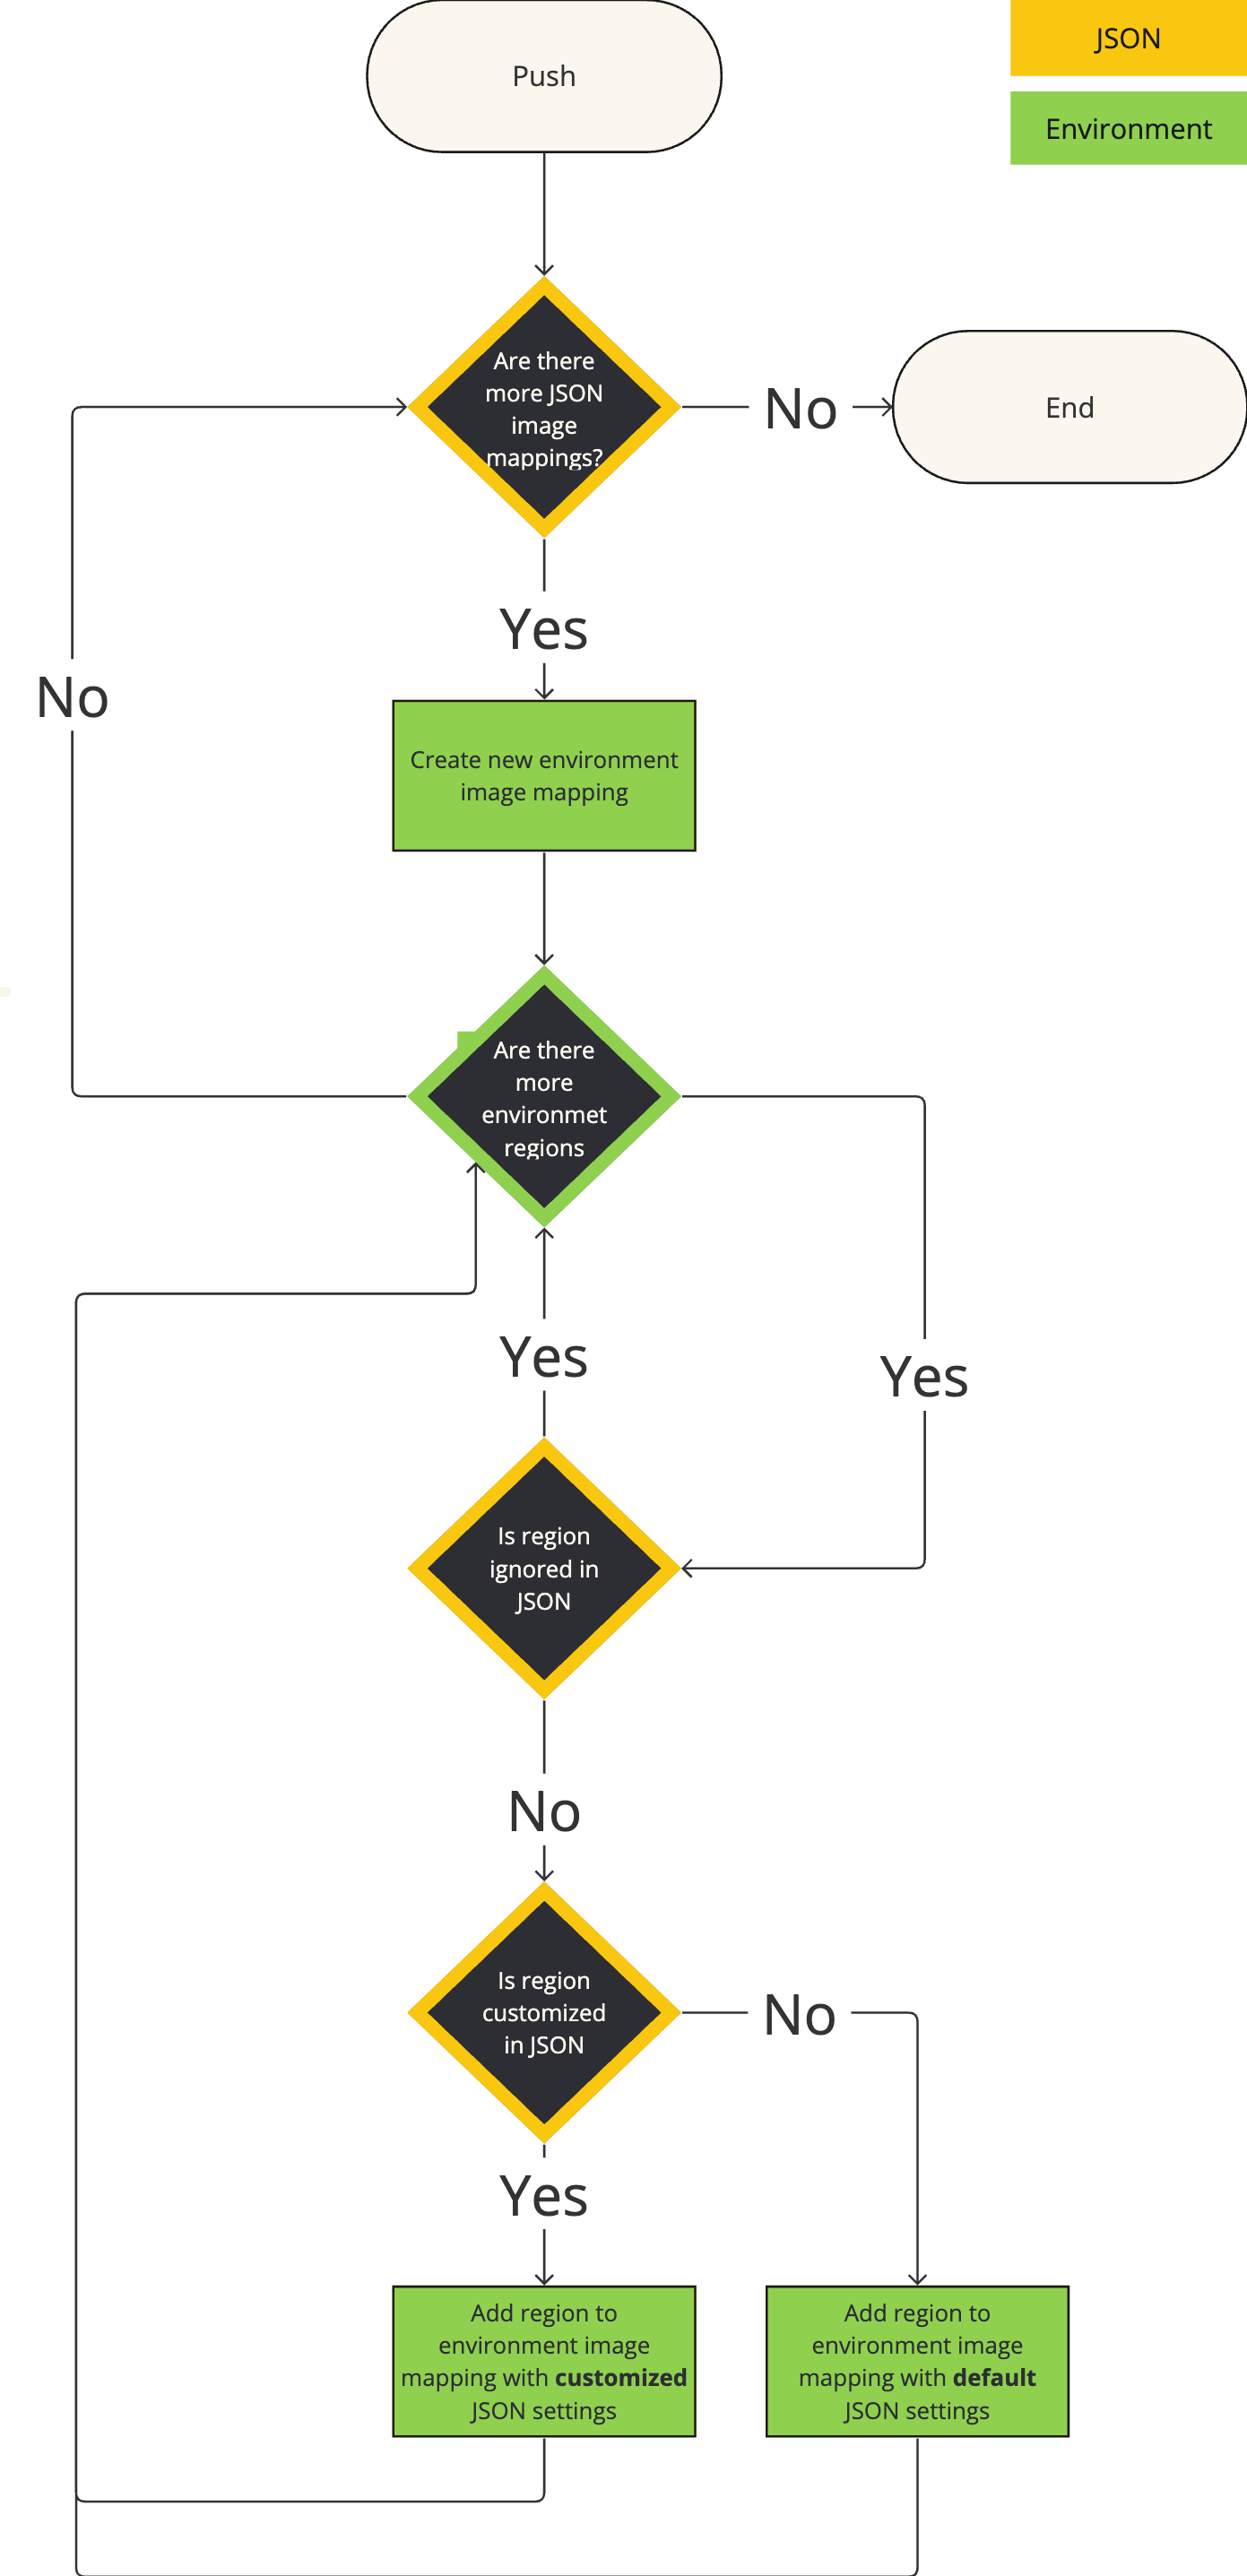 Push
JSON
Environment
Are there
more JSON
image
mappings?
No
End
Yes
No
Create new environment
image mapping
Are there
more
environmet
regions
Yes
Yes
Is region
ignored in
JSON
No
Is region
customized
in JSON
No
Yes
Add region to
environment image
mapping with customized
JSON settings
Add region to
environment image
mapping with default
JSON settings